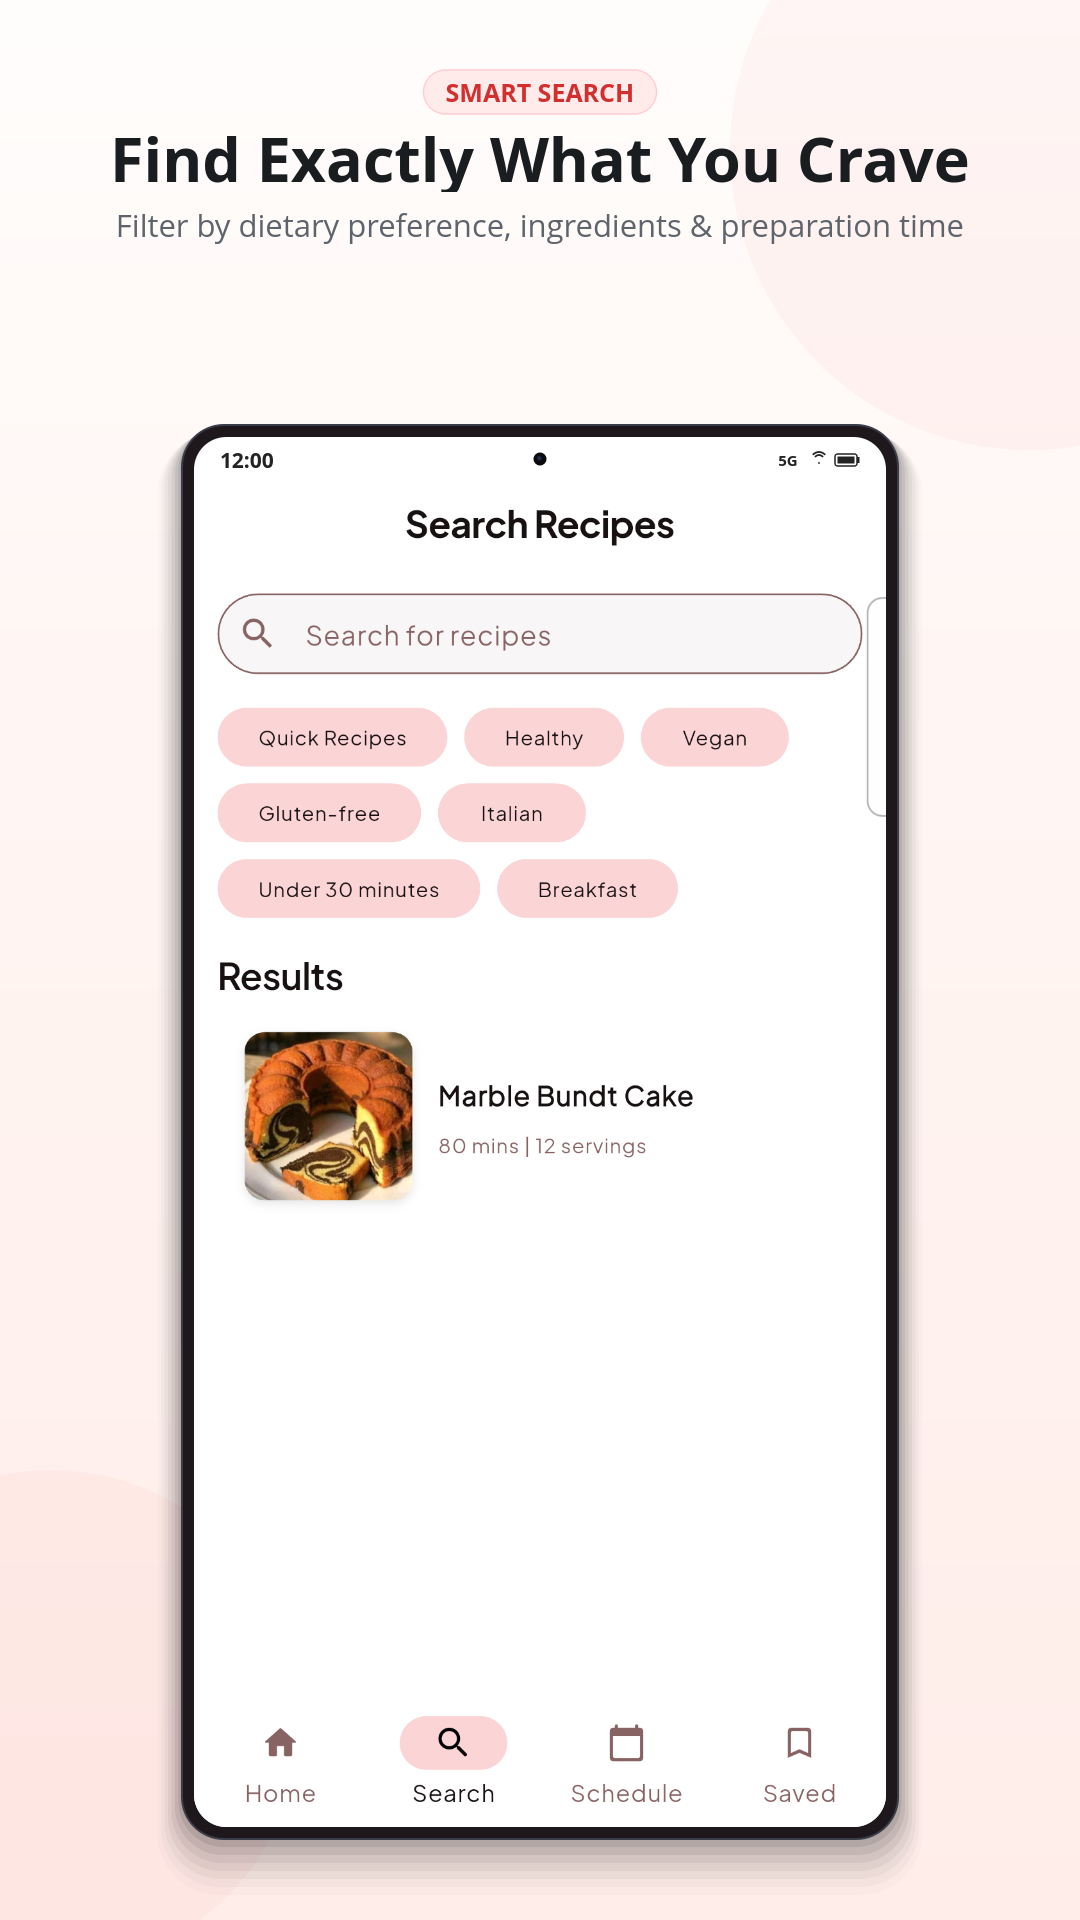 SMART SEARCH
Find Exactly What You Crave
Filter by dietary preference, ingredients & preparation time
12:00
5G
Search Recipes
Search for recipes
Quick Recipes Healthy Vegan
Gluten-free Italian
Under 30 minutes Breakfast
Results
Marble Bundt Cake
80 mins | 12 servings
Home Search Schedule Saved